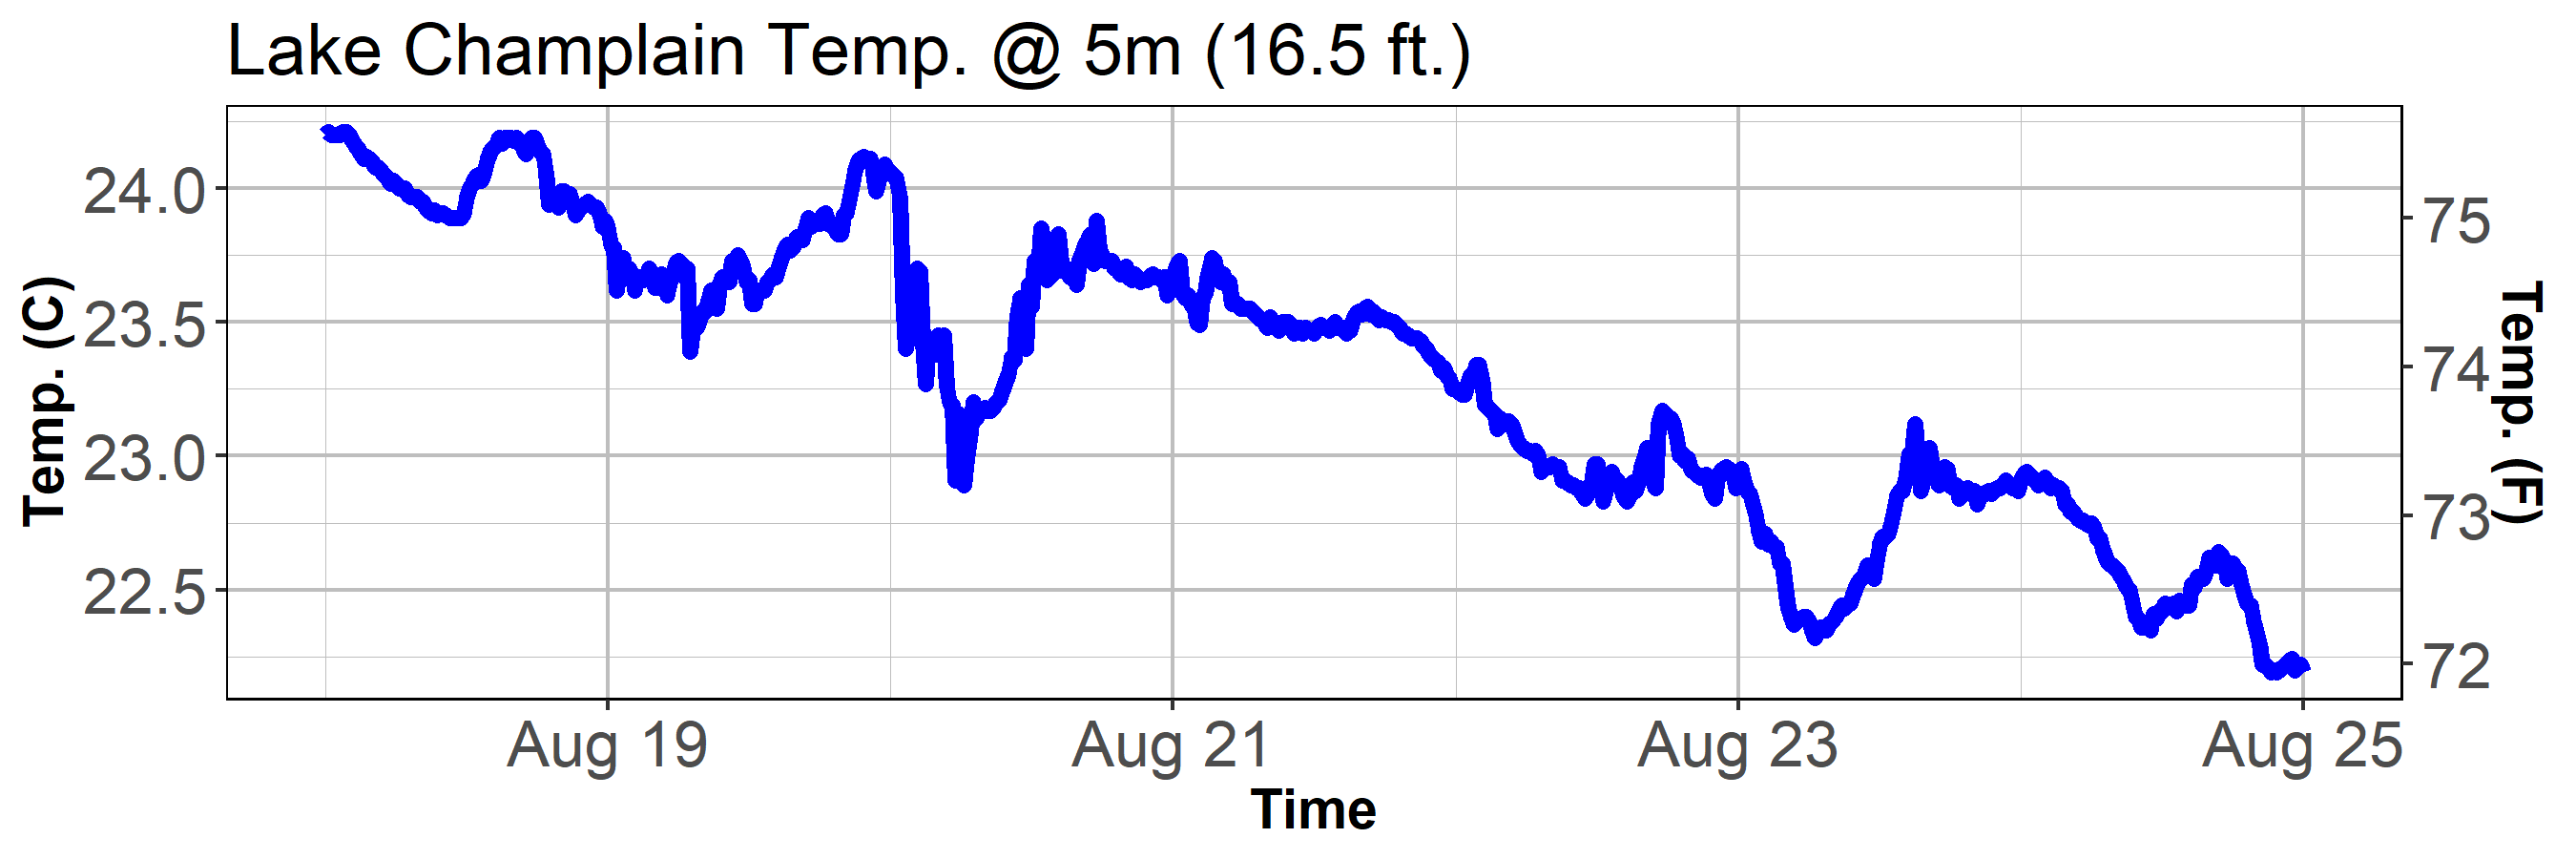 Lake Champlain Temp. @ 5m (16.5 ft.)
Temp. (C)
24.0
23.5
23.0
22.5
75
74
73
72
Temp. (F)
Aug 19
Aug 21
Aug 23
Aug 25
Time